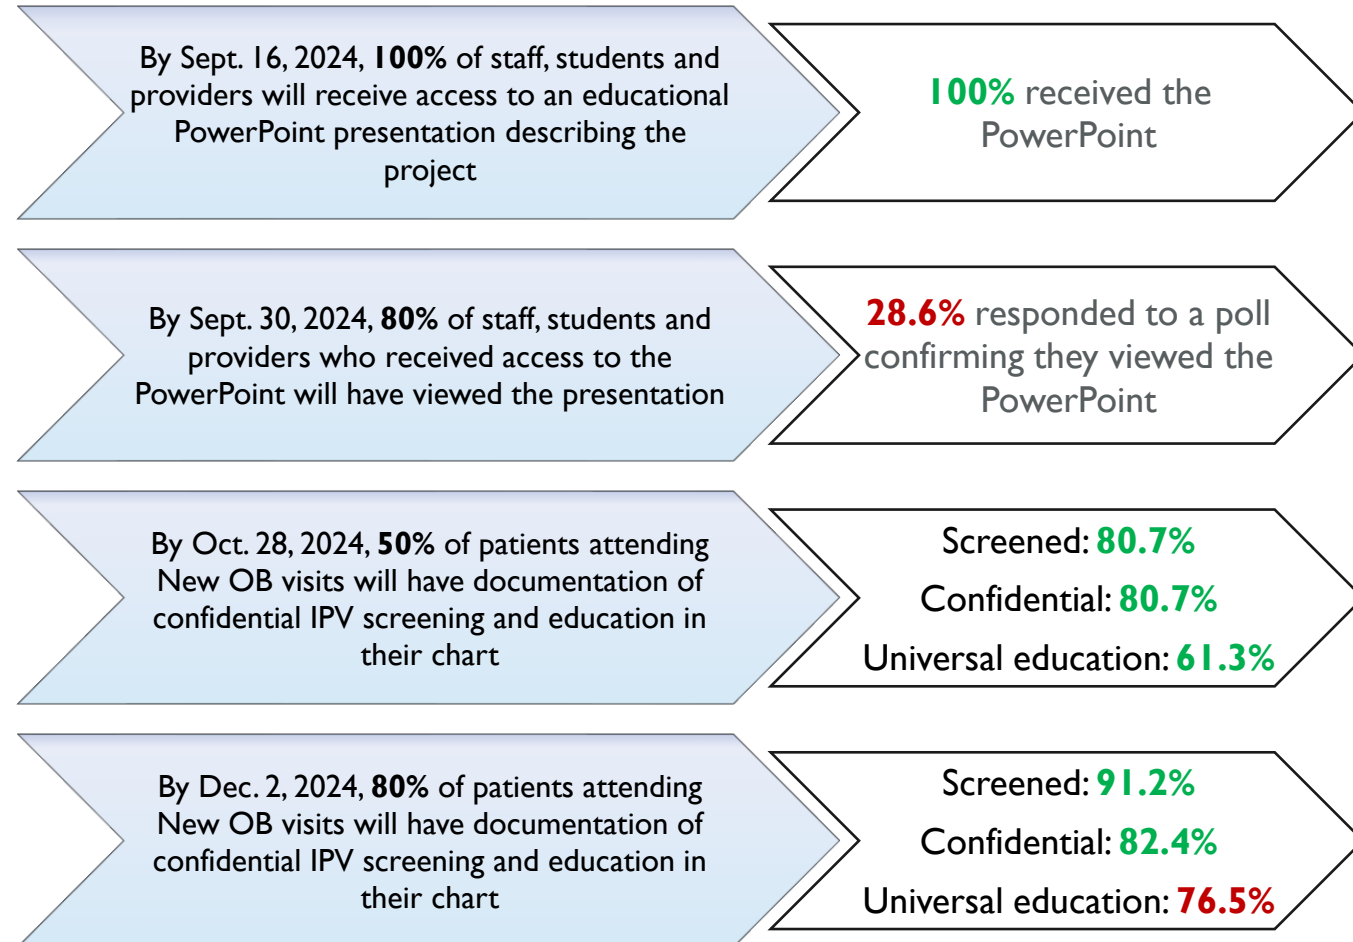 By Sept. 16, 2024, 100% of staff, students and
providers will receive access to an educational
PowerPoint presentation describing the
project
100% received the
PowerPoint
By Sept. 30, 2024, 80% of staff, students and
providers who received access to the
PowerPoint will have viewed the presentation
28.6% responded to a poll
confirming they viewed the
PowerPoint
By Oct. 28, 2024, 50% of patients attending
New OB visits will have documentation of
confidential IPV screening and education in
their chart
Screened: 80.7%
Confidential: 80.7%
Universal education: 61.3%
By Dec. 2, 2024, 80% of patients attending
New OB visits will have documentation of
confidential IPV screening and education in
their chart
Screened: 91.2%
Confidential: 82.4%
Universal education: 76.5%